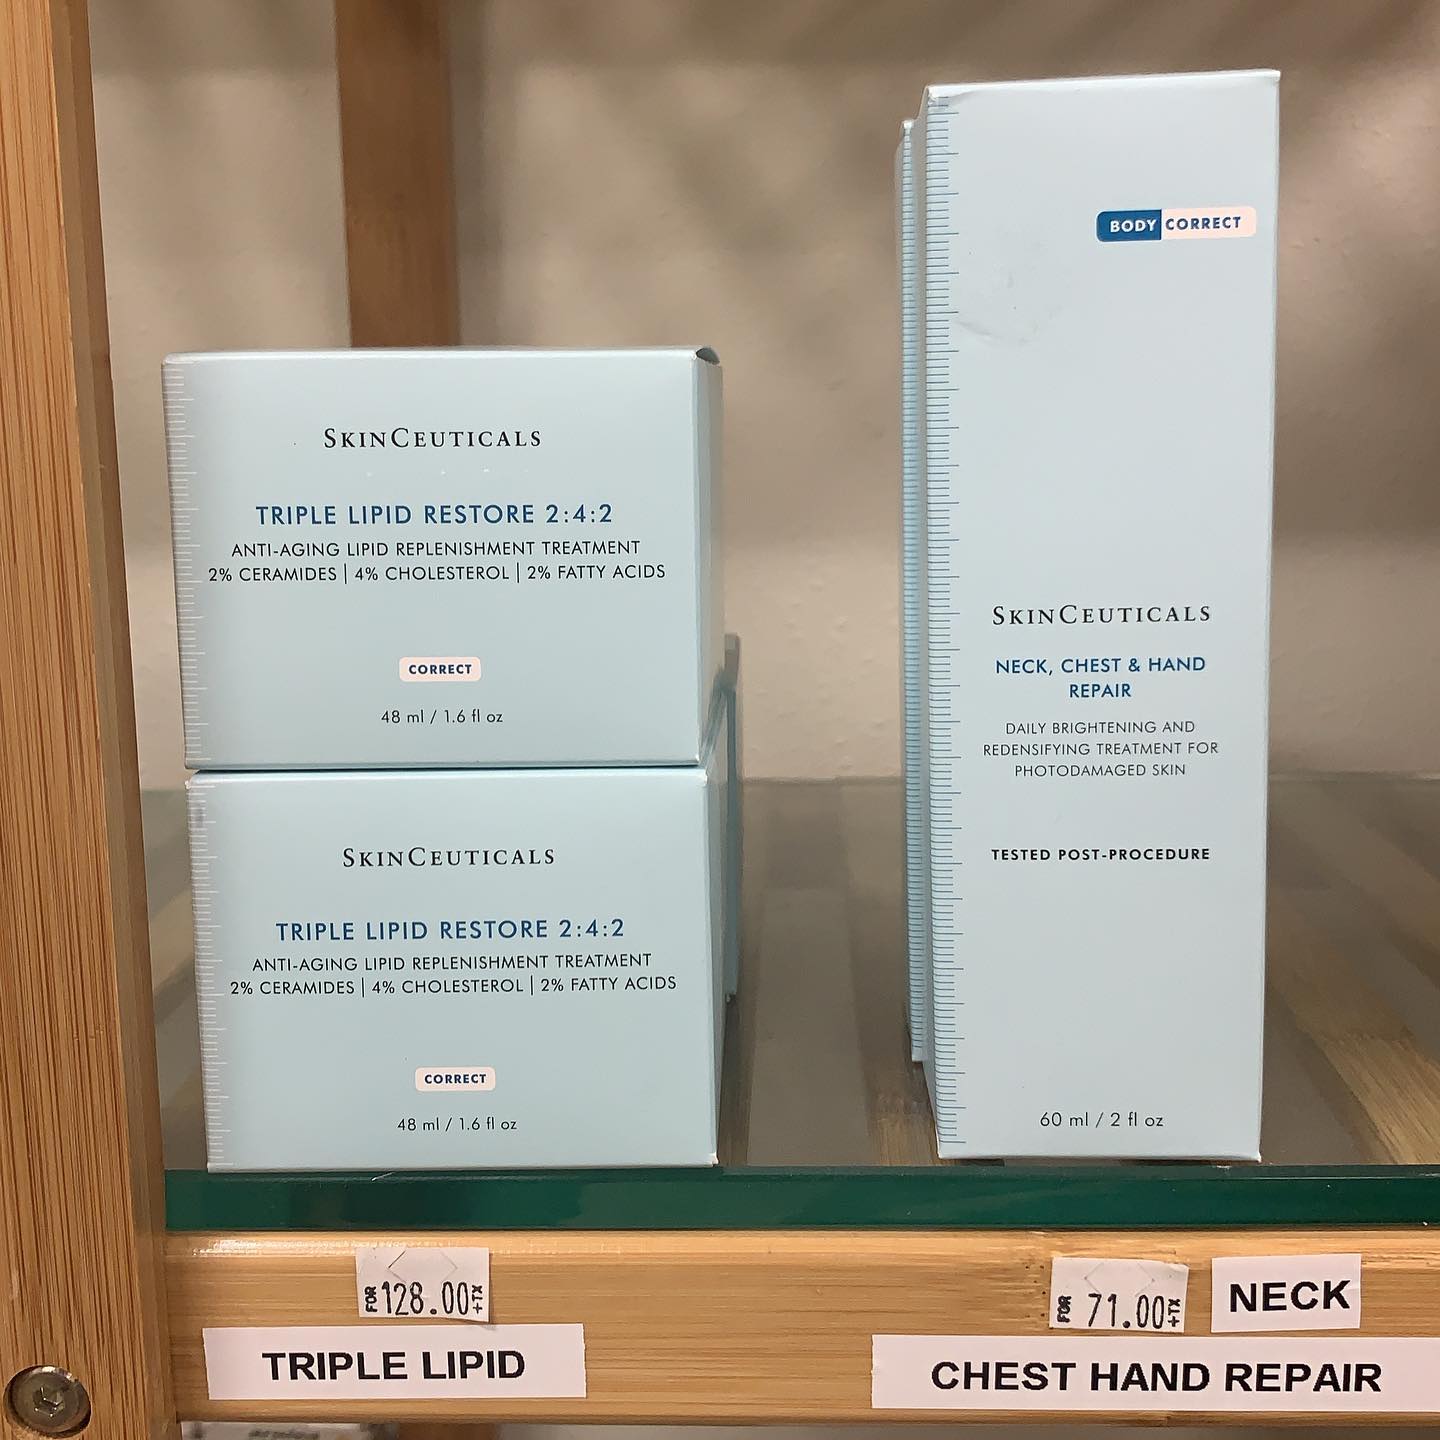 SKINCEUTICALS
TRIPLE LIPID RESTORE 2:4:2
ANTI-AGING LIPID REPLENISHMENT TREATMENT
2% CERAMIDES | 4% CHOLESTEROL | 2% FATTY ACIDS
CORRECT
48 ml / 1.6 fl oz
SKINCEUTICALS
TRIPLE LIPID RESTORE 2:4:2
ANTI-AGING LIPID REPLENISHMENT TREATMENT
2% CERAMIDES | 4% CHOLESTEROL | 2% FATTY ACIDS
CORRECT
48 ml / 1.6 fl oz
BODY CORRECT
SKINCEUTICALS
NECK, CHEST & HAND
REPAIR
DAILY BRIGHTENING AND
REDENSIFYING TREATMENT FOR
PHOTODAMAGED SKIN
TESTED POST-PROCEDURE
60 ml / 2 fl oz
FOR 128.00 +TX
TRIPLE LIPID
FOR 71.00 +TX
NECK
CHEST HAND REPAIR